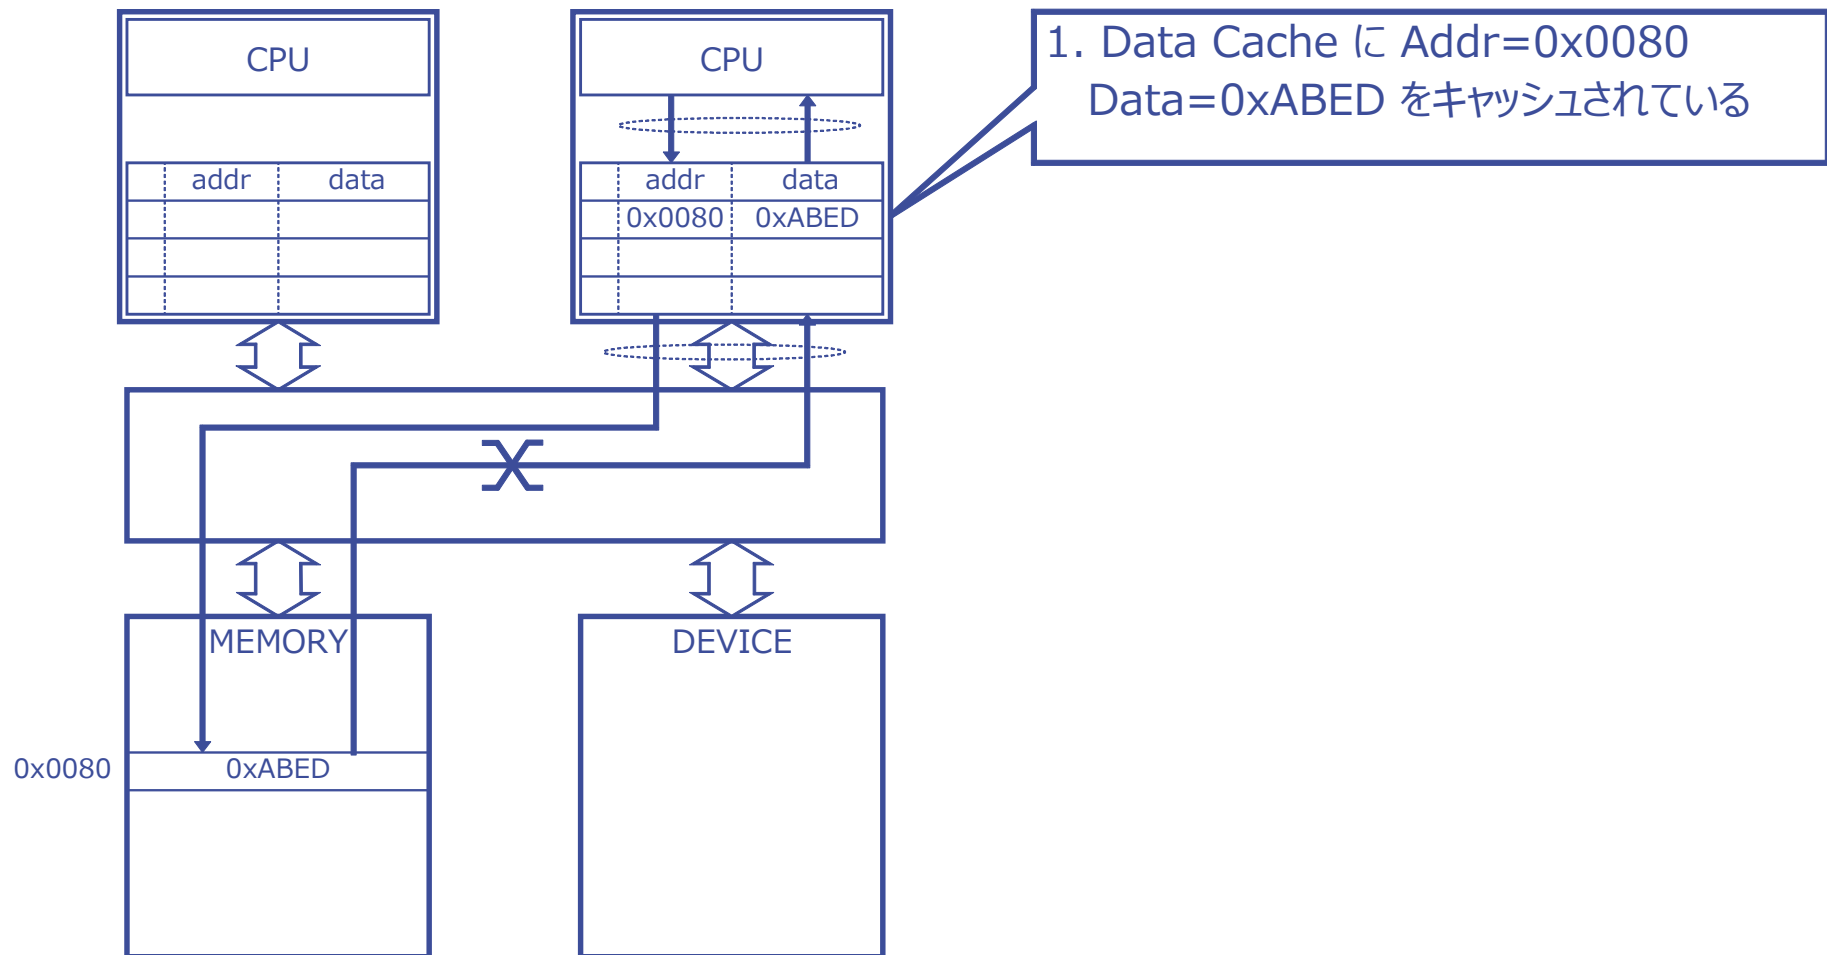 CPU
CPU
1. Data Cache に Addr=0x0080
Data=0xABED をキャッシュされている
addr data
addr data
0x0080 0xABED
MEMORY
DEVICE
0x0080 0xABED